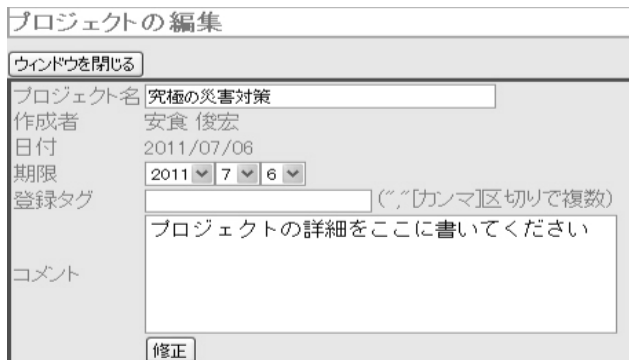 プロジェクトの編集
ウィンドウを閉じる
プロジェクト名 究極の災害対策
作成者 安食 俊宏
日付 2011/07/06
期限 2011 7 6
登録タグ (","[カンマ]区切りで複数)
プロジェクトの詳細をここに書いてください
コメント
修正